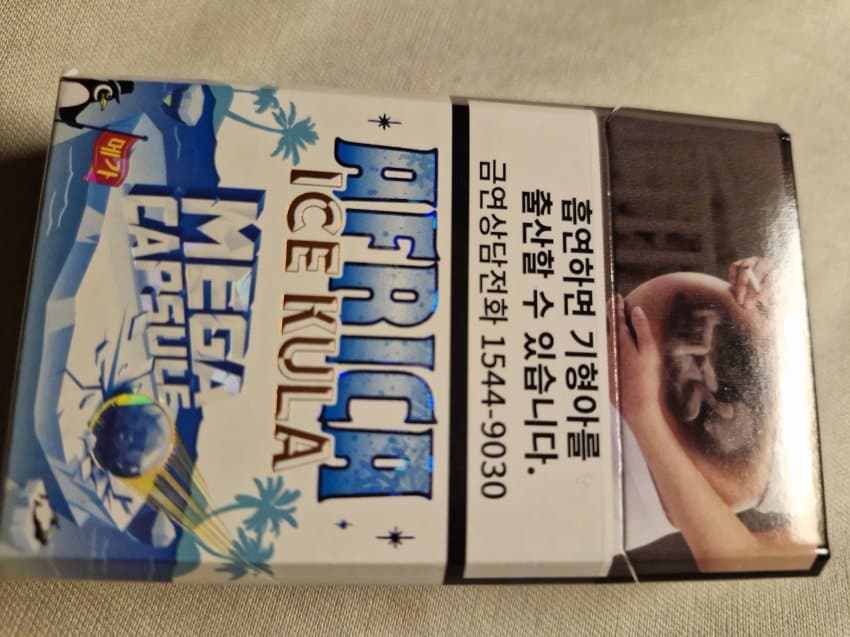 흡연하면 기형아를
출산할 수 있습니다.
금연상담전화 1544-9030
AFRICA
ICE KULA
MEGA
CAPSULE
메가